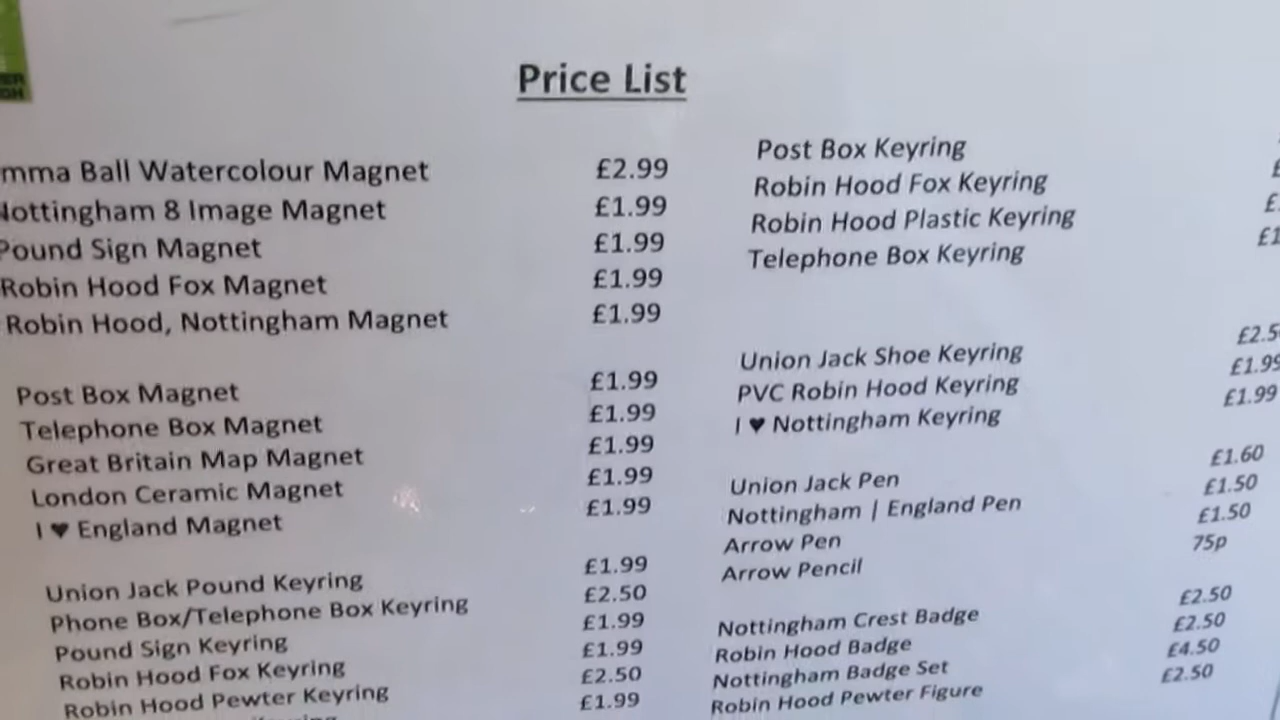 Price List
mma Ball Watercolour Magnet £2.99
Nottingham 8 Image Magnet £1.99
Pound Sign Magnet £1.99
Robin Hood Fox Magnet £1.99
Robin Hood, Nottingham Magnet £1.99
Post Box Magnet £1.99
Telephone Box Magnet £1.99
Great Britain Map Magnet £1.99
London Ceramic Magnet £1.99
I ♥ England Magnet £1.99
Union Jack Pound Keyring £1.99
Phone Box/Telephone Box Keyring £2.50
Pound Sign Keyring £1.99
Robin Hood Fox Keyring £1.99
Robin Hood Pewter Keyring £2.50
£1.99
Post Box Keyring
Robin Hood Fox Keyring
Robin Hood Plastic Keyring
Telephone Box Keyring
Union Jack Shoe Keyring £2.5
PVC Robin Hood Keyring £1.99
I ♥ Nottingham Keyring £1.99
Union Jack Pen £1.60
Nottingham | England Pen £1.50
Arrow Pen £1.50
Arrow Pencil 75p
Nottingham Crest Badge £2.50
Robin Hood Badge £2.50
Nottingham Badge Set £4.50
Robin Hood Pewter Figure £2.50